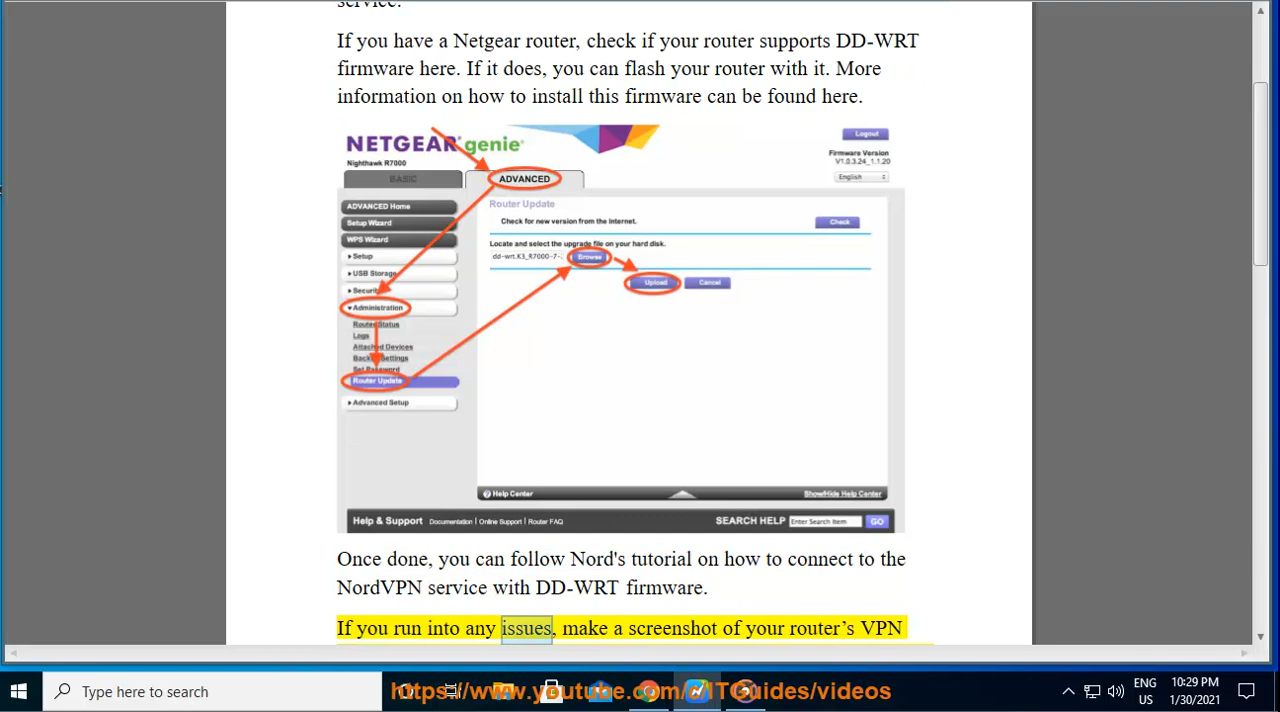 service.
If you have a Netgear router, check if your router supports DD-WRT
firmware here. If it does, you can flash your router with it. More
information on how to install this firmware can be found here.
NETGEAR® genie®
Logout
Nighthawk R7000
Firmware Version
V1.0.3.24_1.1.20
English
BASIC
ADVANCED
ADVANCED Home
Setup Wizard
WPS Wizard
Setup
USB Storage
Security
Administration
Router Status
Logs
Attached Devices
Backup Settings
Set Password
Router Update
Advanced Setup
Router Update
Check for new version from the Internet.
Check
Locate and select the upgrade file on your hard disk.
dd-wrt.K3_R7000-7-
Browse
Upload
Cancel
Help Center
Show/Hide Help Center
Help & Support Documentation | Online Support | Router FAQ
SEARCH HELP Enter Search Item GO
Once done, you can follow Nord's tutorial on how to connect to the
NordVPN service with DD-WRT firmware.
If you run into any issues, make a screenshot of your router’s VPN
Type here to search
https://www.youtube.com/@ITGuides/videos
ENG
US
10:29 PM
1/30/2021